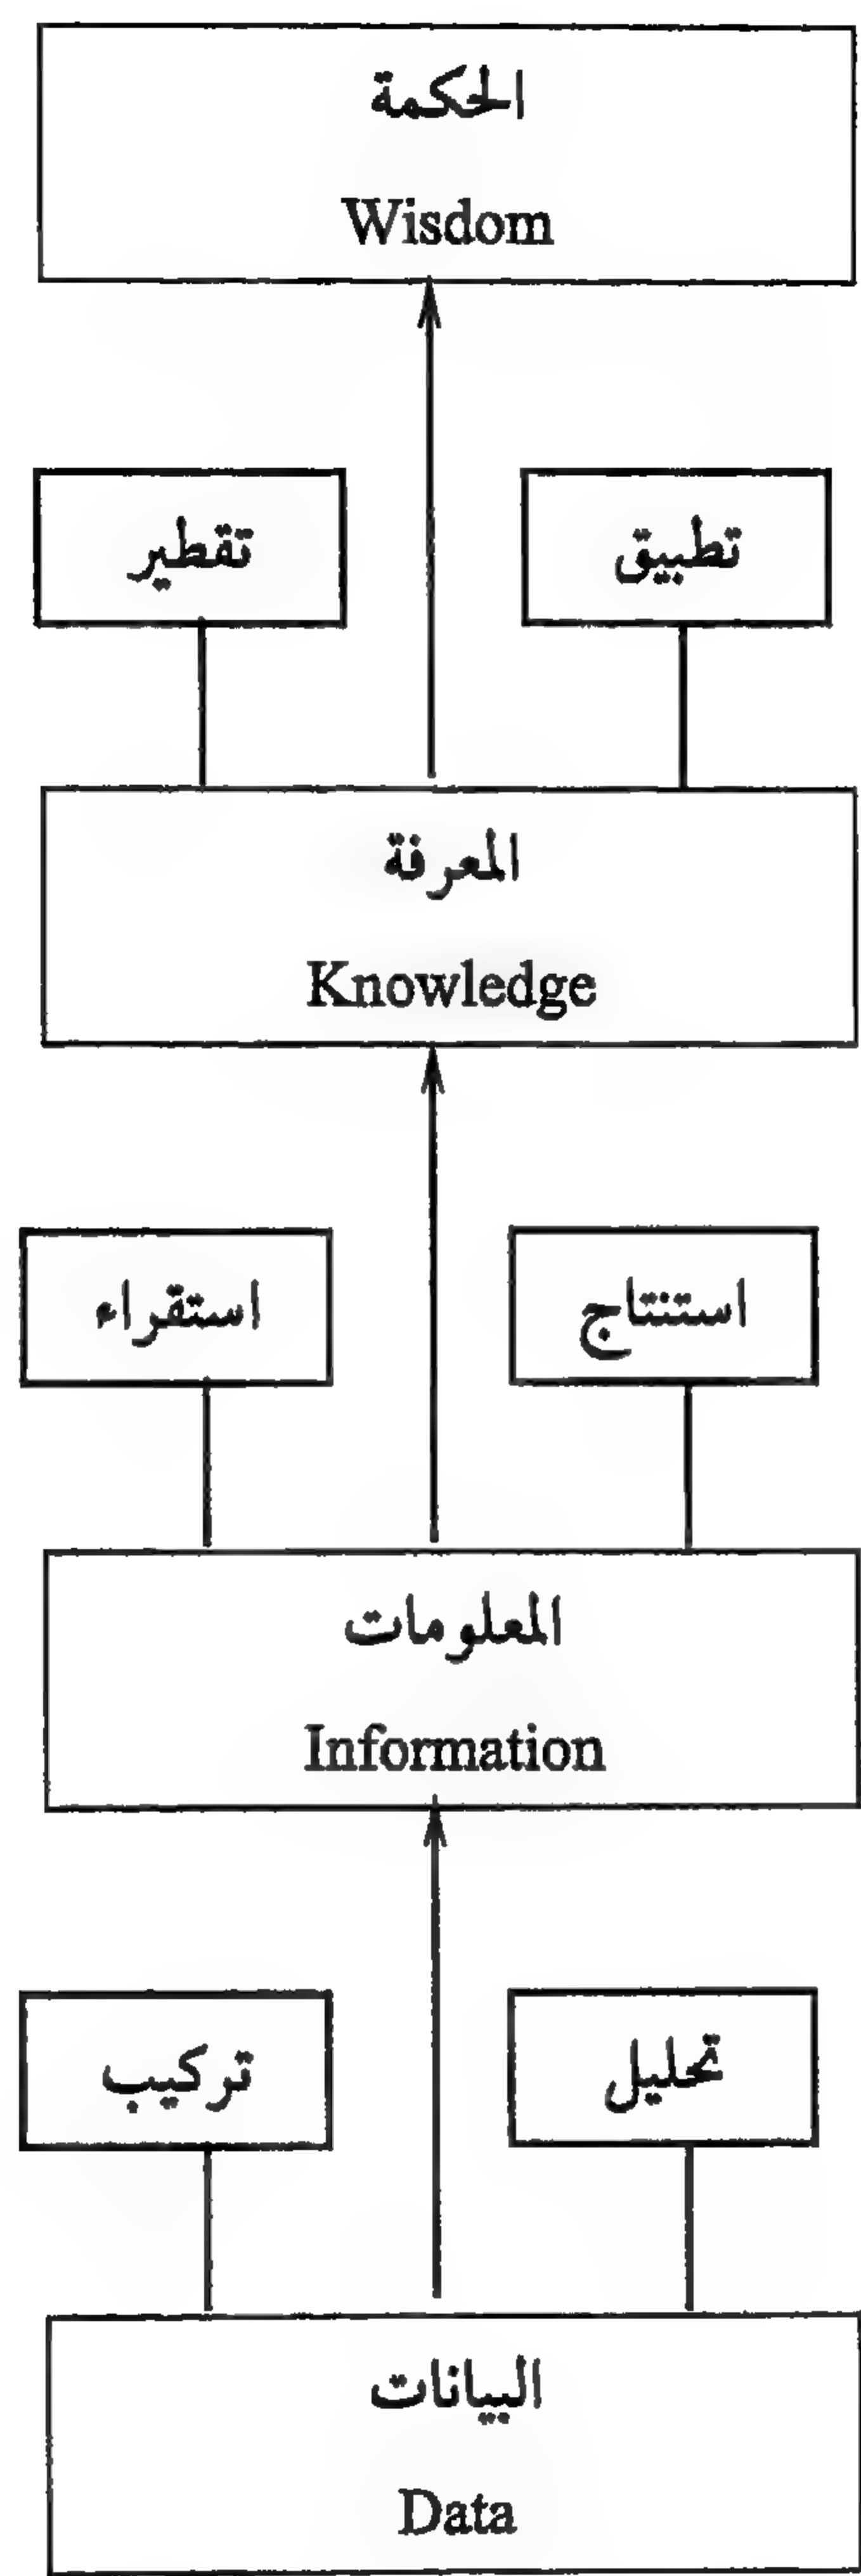 الحكمة
Wisdom
تطبيق
تقطير
المعرفة
Knowledge
استنتاج
استقراء
المعلومات
Information
تحليل
تركيب
البيانات
Data